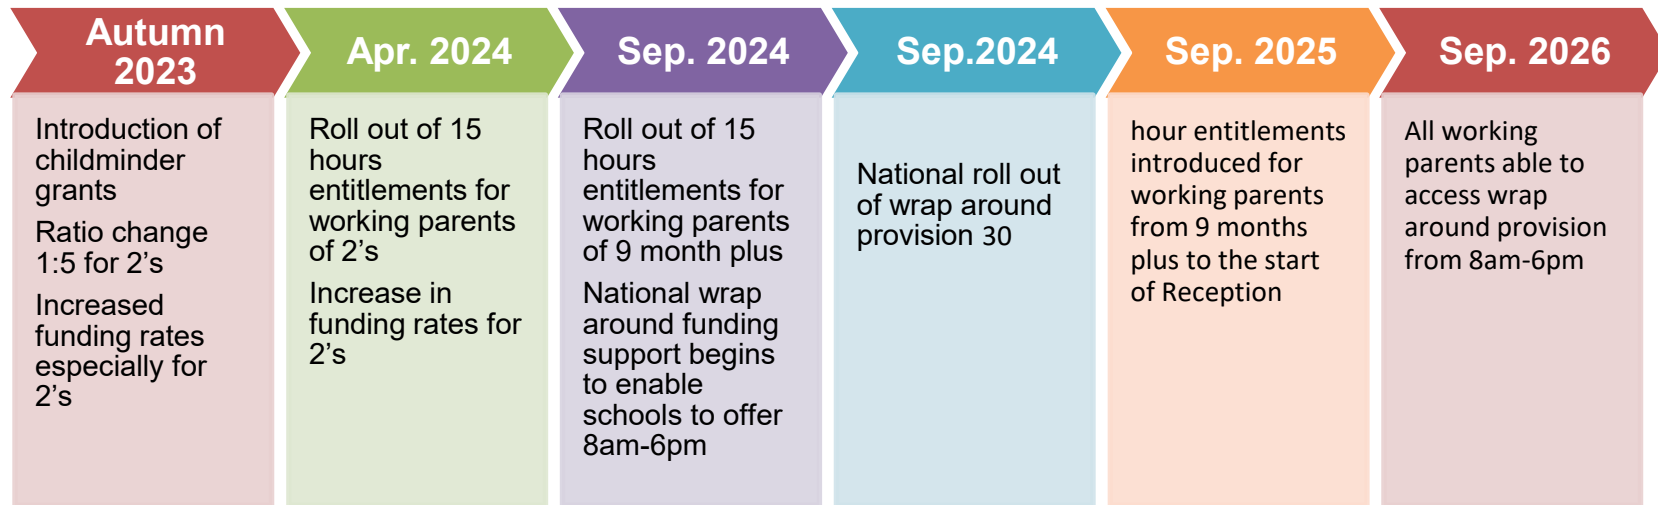 Autumn
2023
Introduction of
childminder
grants
Ratio change
1:5 for 2’s
Increased
funding rates
especially for
2’s
Apr. 2024
Roll out of 15
hours
entitlements for
working parents
of 2’s
Increase in
funding rates for
2’s
Sep. 2024
Roll out of 15
hours
entitlements for
working parents
of 9 month plus
National wrap
around funding
support begins
to enable
schools to offer
8am-6pm
Sep.2024
National roll out
of wrap around
provision 30
Sep. 2025
hour entitlements
introduced for
working parents
from 9 months
plus to the start
of Reception
Sep. 2026
All working
parents able to
access wrap
around provision
from 8am-6pm